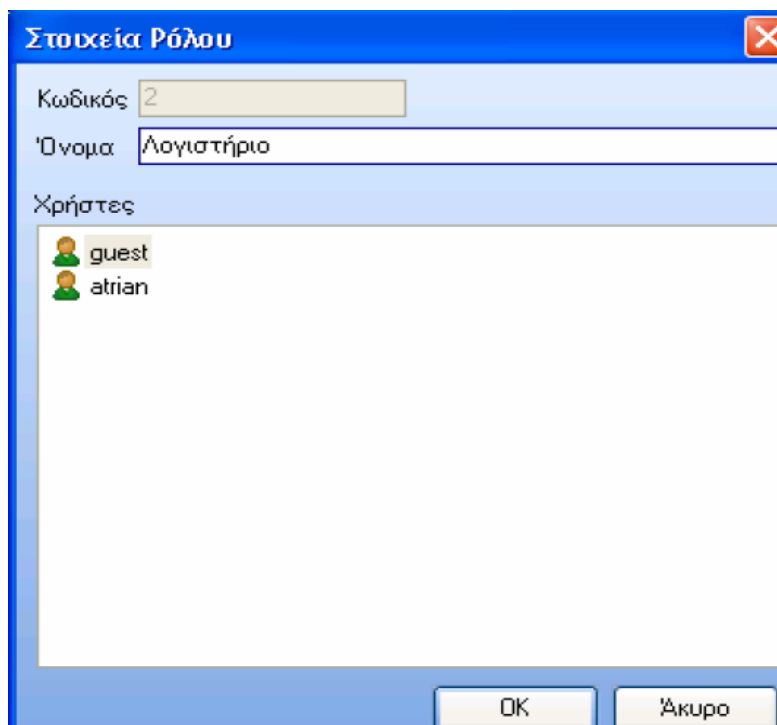 Στοιχεία Ρόλου
Κωδικός 2
Όνομα Λογιστήριο
Χρήστες
guest
atrian
OK Άκυρο